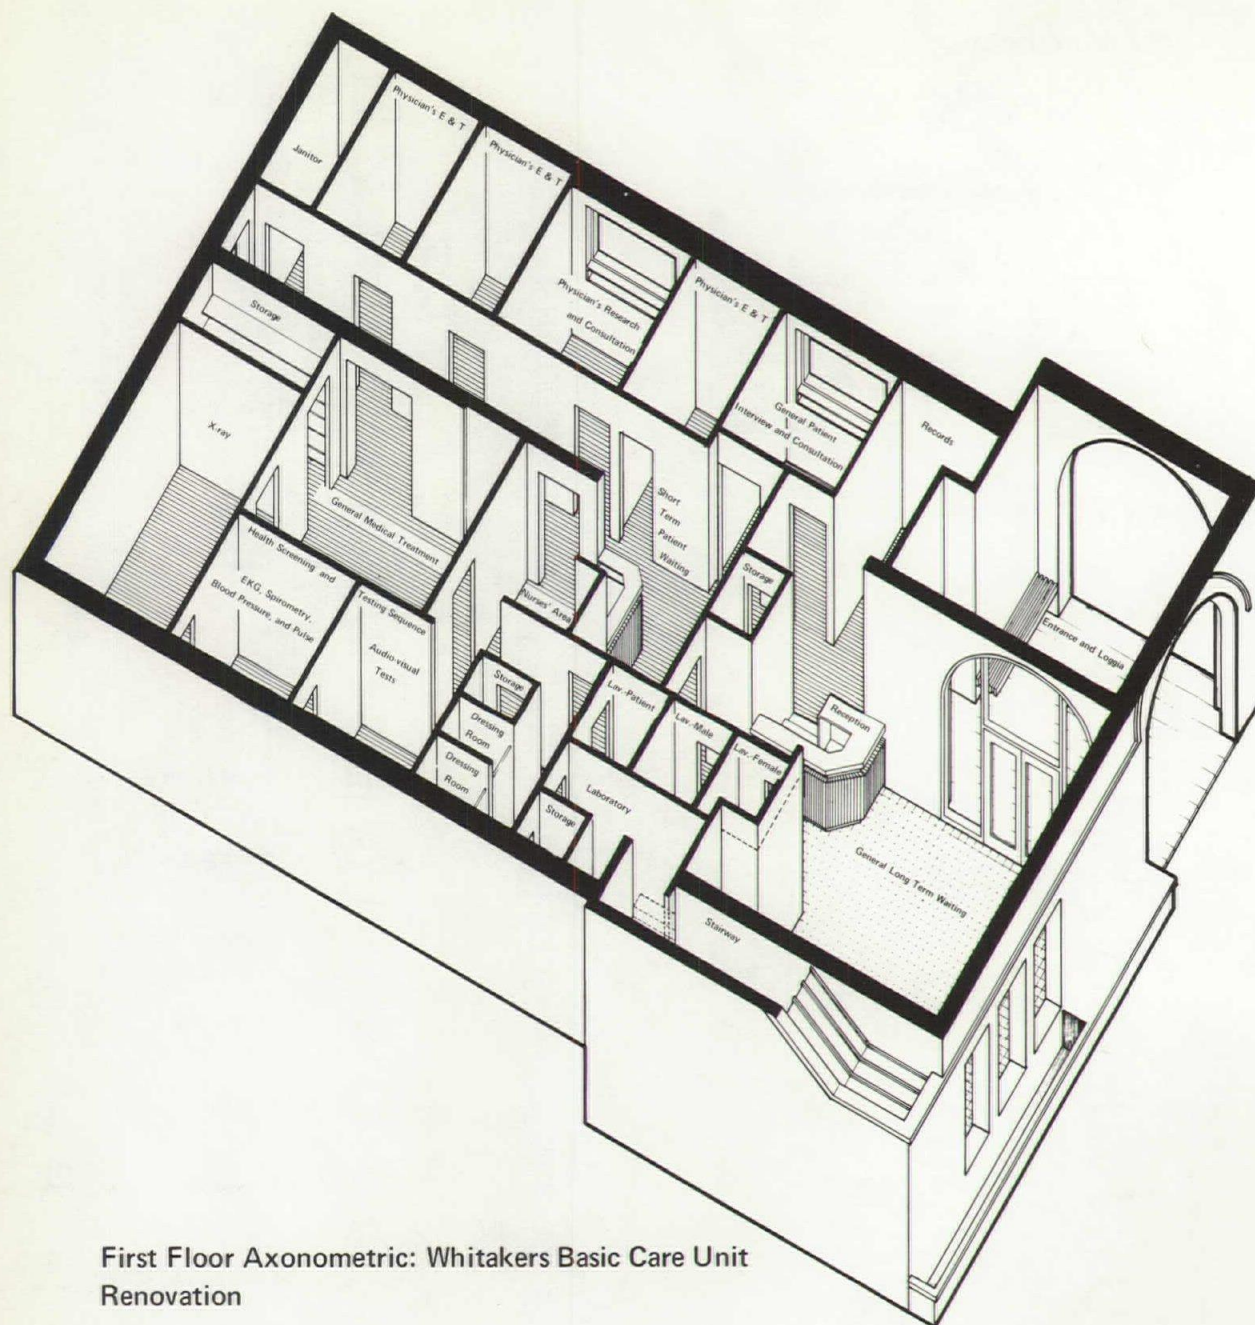 Physician's E & T
Janitor
Physician's E & T
Physician's Research
and Consultation
Physician's E & T
General Patient
Interview and Consultation
Records
Storage
X-ray
General Medical Treatment
Short
Term
Patient
Waiting
Health Screening and
Testing Sequence
EKG, Spirometry,
Blood Pressure, and Pulse
Audio-visual
Tests
Nurses' Area
Storage
Entrance and Loggia
Storage
Dressing
Room
Dressing
Room
Lav.-Patient
Lav.-Male
Lav.-Female
Reception
Laboratory
Storage
General Long Term Waiting
Stairway
First Floor Axonometric: Whitakers Basic Care Unit
Renovation